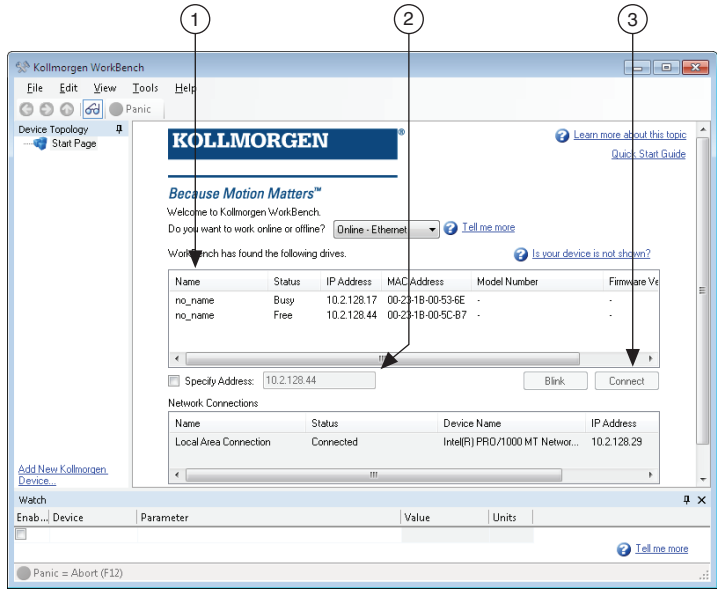 1 2 3
Kollmorgen WorkBench
File Edit View Tools Help
Panic
Device Topology
Start Page
KOLLMORGEN®
Learn more about this topic
Quick Start Guide
Because Motion Matters™
Welcome to Kollmorgen WorkBench.
Do you want to work online or offline? Online - Ethernet Tell me more
WorkBench has found the following drives. Is your device is not shown?
Name Status IP Address MAC Address Model Number Firmware Ve
no_name Busy 10.2.128.17 00-23-1B-00-53-6E - -
no_name Free 10.2.128.44 00-23-1B-00-5C-B7 - -
Specify Address: 10.2.128.44 Blink Connect
Network Connections
Name Status Device Name IP Address
Local Area Connection Connected Intel(R) PRO/1000 MT Networ... 10.2.128.29
Add New Kollmorgen
Device...
Watch
Enab... Device Parameter Value Units
Tell me more
Panic = Abort (F12)